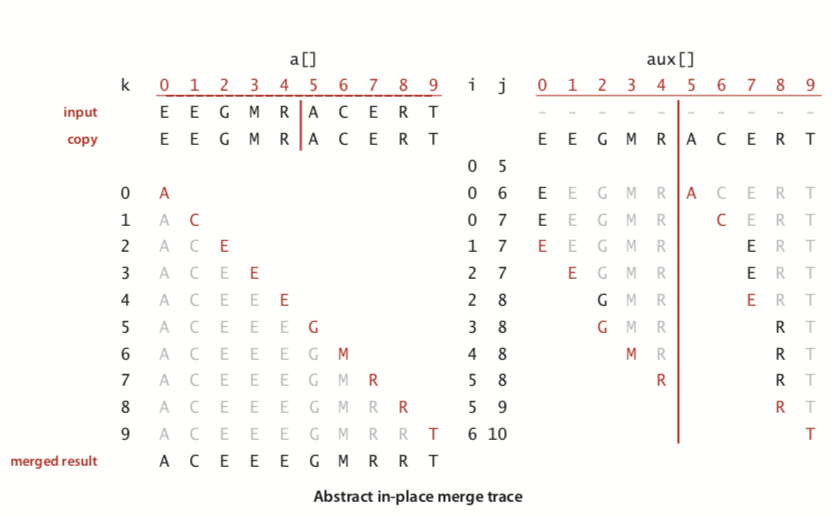 a[] aux[]
k 0 1 2 3 4 5 6 7 8 9 i j 0 1 2 3 4 5 6 7 8 9
input E E G M R A C E R T - - - - - - - - - -
copy E E G M R A C E R T E E G M R A C E R T
0 5
0 A 0 6 E E G M R A C E R T
1 A C 0 7 E E G M R C E R T
2 A C E 1 7 E E G M R E R T
3 A C E E 2 7 E G M R E R T
4 A C E E E 2 8 G M R E R T
5 A C E E E G 3 8 G M R R T
6 A C E E E G M 4 8 M R R T
7 A C E E E G M R 5 8 R R T
8 A C E E E G M R R 5 9 R T
9 A C E E E G M R R T 6 10 T
merged result A C E E E G M R R T
Abstract in-place merge trace